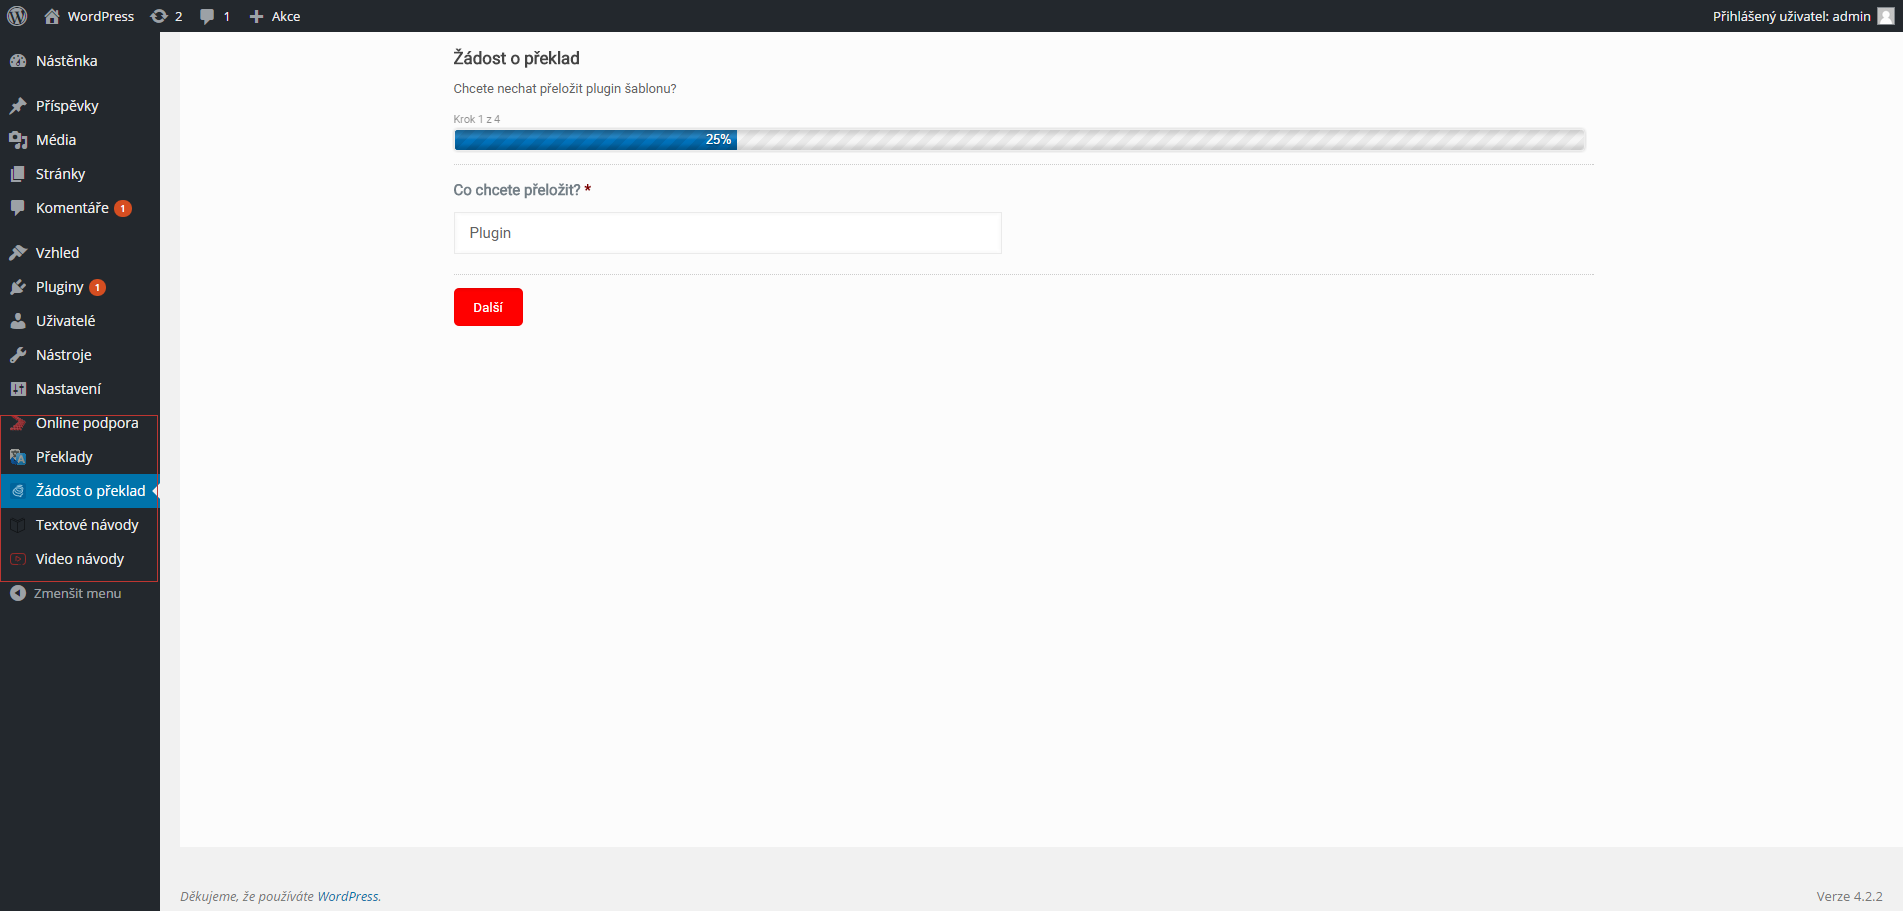 WordPress 2 1 Akce Přihlášený uživatel: admin
Nástěnka
Příspěvky
Média
Stránky
Komentáře 1
Vzhled
Pluginy 1
Uživatelé
Nástroje
Nastavení
Online podpora
Překlady
Žádost o překlad
Textové návody
Video návody
Zmenšit menu
Žádost o překlad
Chcete nechat přeložit plugin šablonu?
Krok 1 z 4
25%
Co chcete přeložit? *
Plugin
Další
Děkujeme, že používáte WordPress.
Verze 4.2.2